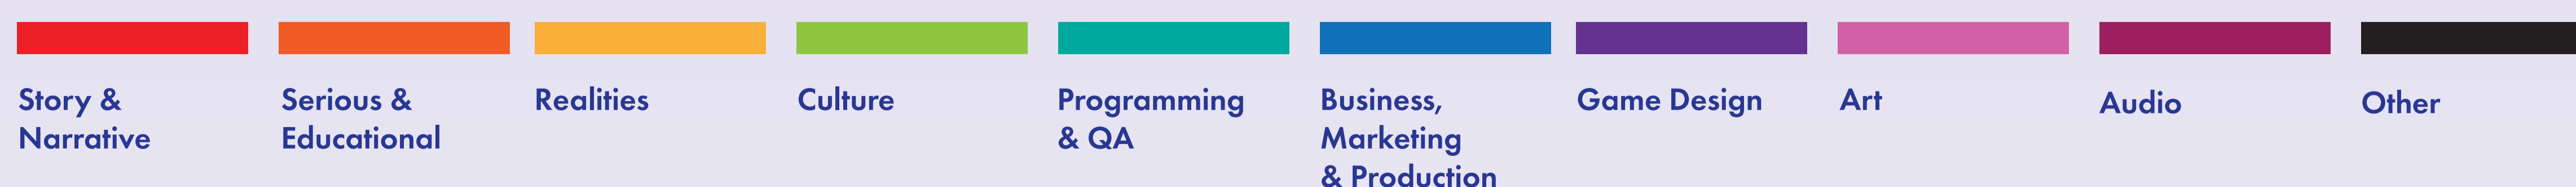 Story &
Narrative
Serious &
Educational
Realities
Culture
Programming
& QA
Business,
Marketing
& Production
Game Design
Art
Audio
Other